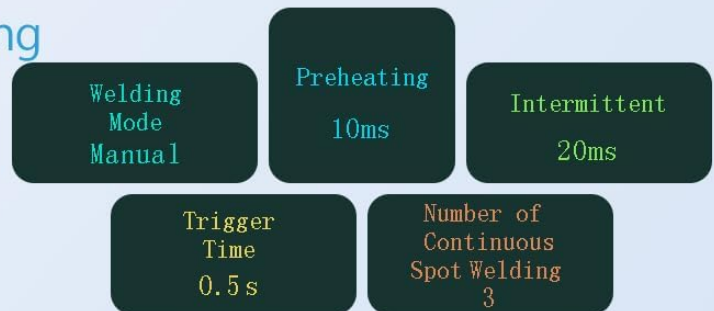 ng
Welding
Mode
Manual
Preheating
10ms
Intermittent
20ms
Trigger
Time
0.5s
Number of
Continuous
Spot Welding
3